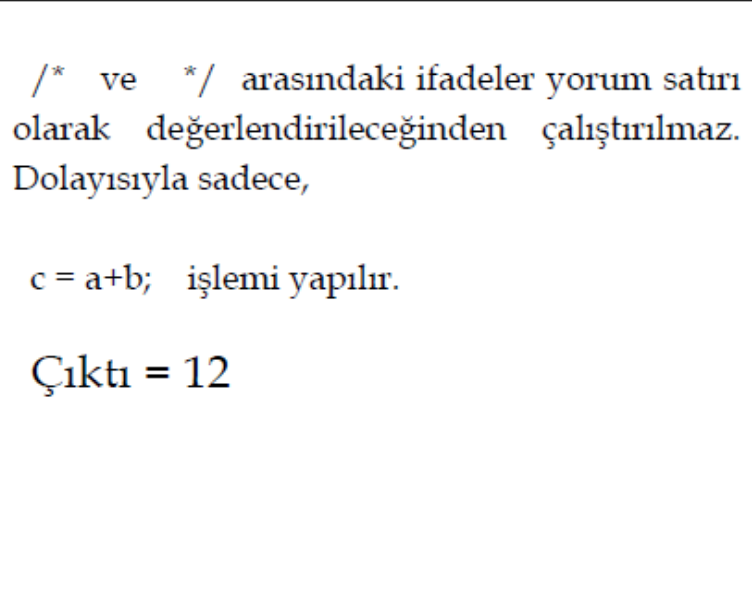 /* ve */ arasındaki ifadeler yorum satırı
olarak değerlendirileceğinden çalıştırılmaz.
Dolayısıyla sadece,
c = a+b; işlemi yapılır.
Çıktı = 12